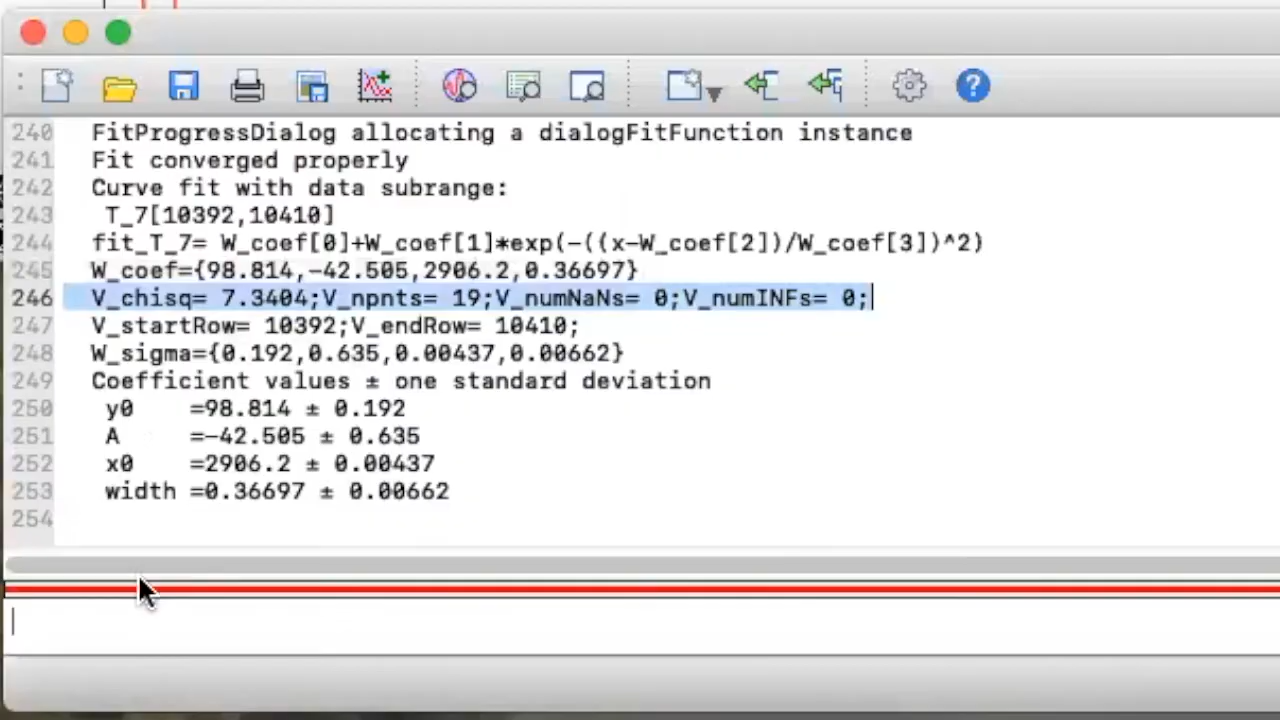 240 FitProgressDialog allocating a dialogFitFunction instance
241 Fit converged properly
242 Curve fit with data subrange:
243 T_7[10392,10410]
244 fit_T_7= W_coef[0]+W_coef[1]*exp(-((x-W_coef[2])/W_coef[3])^2)
245 W_coef={98.814,-42.505,2906.2,0.36697}
246 V_chisq= 7.3404;V_npnts= 19;V_numNaNs= 0;V_numINFs= 0;
247 V_startRow= 10392;V_endRow= 10410;
248 W_sigma={0.192,0.635,0.00437,0.00662}
249 Coefficient values ± one standard deviation
250 y0 =98.814 ± 0.192
251 A =-42.505 ± 0.635
252 x0 =2906.2 ± 0.00437
253 width =0.36697 ± 0.00662
254